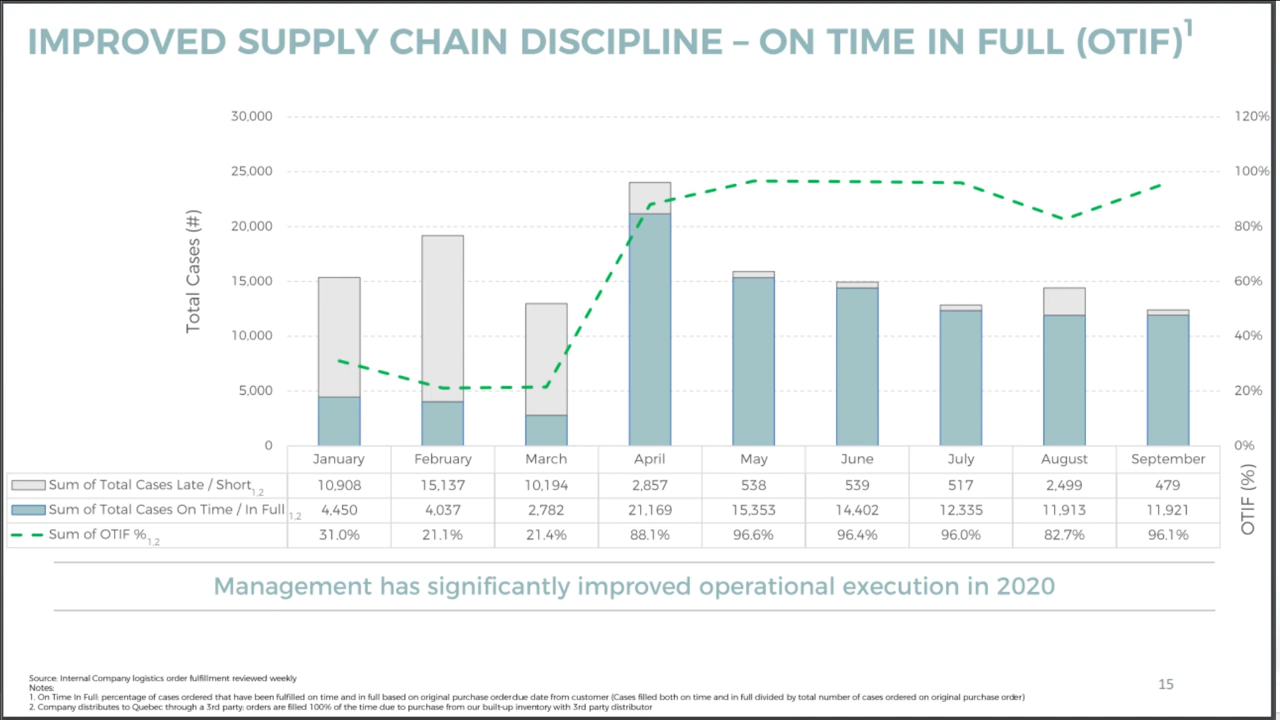 IMPROVED SUPPLY CHAIN DISCIPLINE – ON TIME IN FULL (OTIF)1
30,000 120%
25,000 100%
20,000 80%
15,000 60%
10,000 40%
5,000 20%
0 0%
Total Cases (#)
OTIF (%)
January February March April May June July August September
Sum of Total Cases Late / Short1,2 10,908 15,137 10,194 2,857 538 539 517 2,499 479
Sum of Total Cases On Time / In Full1,2 4,450 4,037 2,782 21,169 15,353 14,402 12,335 11,913 11,921
Sum of OTIF %1,2 31.0% 21.1% 21.4% 88.1% 96.6% 96.4% 96.0% 82.7% 96.1%
Management has significantly improved operational execution in 2020
Source: Internal Company logistics order fulfillment reviewed weekly
Notes:
1. On Time In Full: percentage of cases ordered that have been fulfilled on time and in full based on original purchase order due date from customer (Cases filled both on time and in full divided by total number of cases ordered on original purchase order)
2. Company distributes to Quebec through a 3rd party; orders are filled 100% of the time due to purchase from our built-up inventory with 3rd party distributor
15